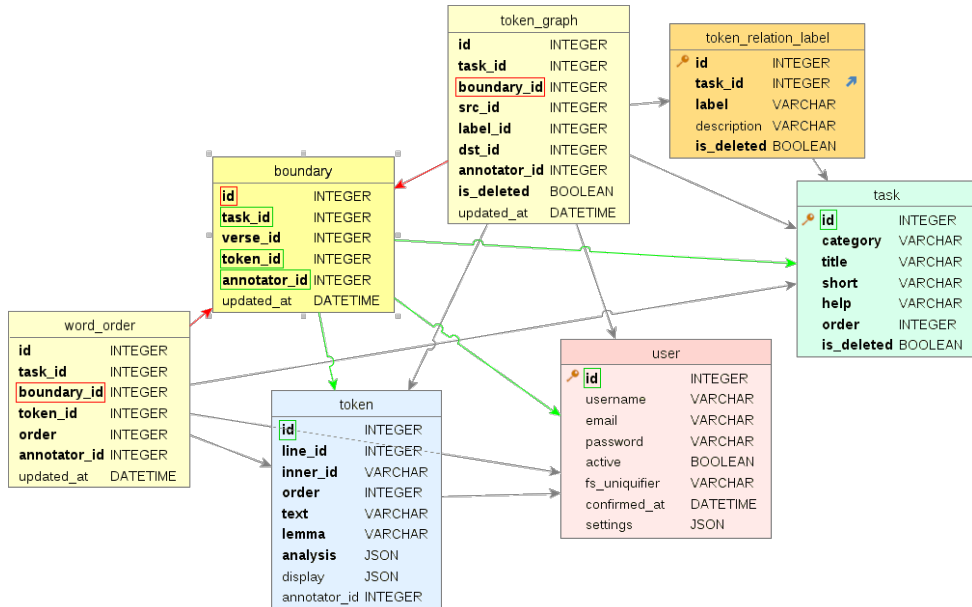 token_graph
id INTEGER
task_id INTEGER
boundary_id INTEGER
src_id INTEGER
label_id INTEGER
dst_id INTEGER
annotator_id INTEGER
is_deleted BOOLEAN
updated_at DATETIME
token_relation_label
id INTEGER
task_id INTEGER
label VARCHAR
description VARCHAR
is_deleted BOOLEAN
boundary
id INTEGER
task_id INTEGER
verse_id INTEGER
token_id INTEGER
annotator_id INTEGER
updated_at DATETIME
task
id INTEGER
category VARCHAR
title VARCHAR
short VARCHAR
help VARCHAR
order INTEGER
is_deleted BOOLEAN
word_order
id INTEGER
task_id INTEGER
boundary_id INTEGER
token_id INTEGER
order INTEGER
annotator_id INTEGER
updated_at DATETIME
user
id INTEGER
username VARCHAR
email VARCHAR
password VARCHAR
active BOOLEAN
fs_uniquifier VARCHAR
confirmed_at DATETIME
settings JSON
token
id INTEGER
line_id INTEGER
inner_id VARCHAR
order INTEGER
text VARCHAR
lemma VARCHAR
analysis JSON
display JSON
annotator_id INTEGER